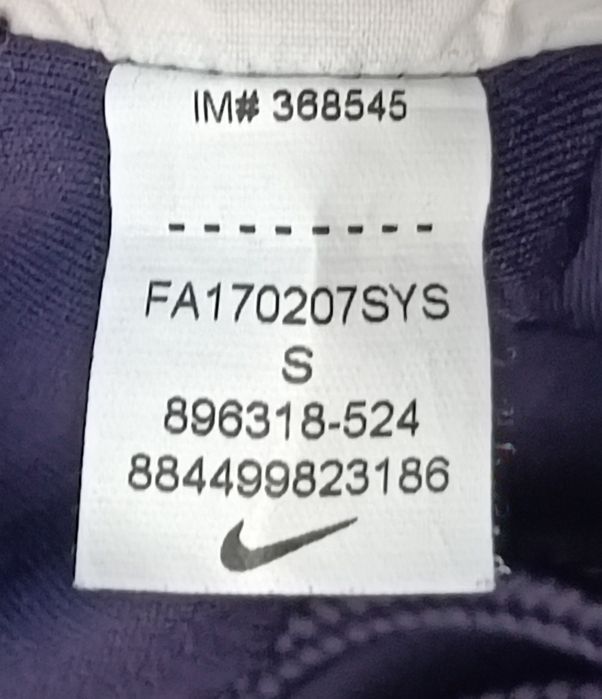 IM# 368545
--------
FA170207SYS
S
896318-524
884499823186